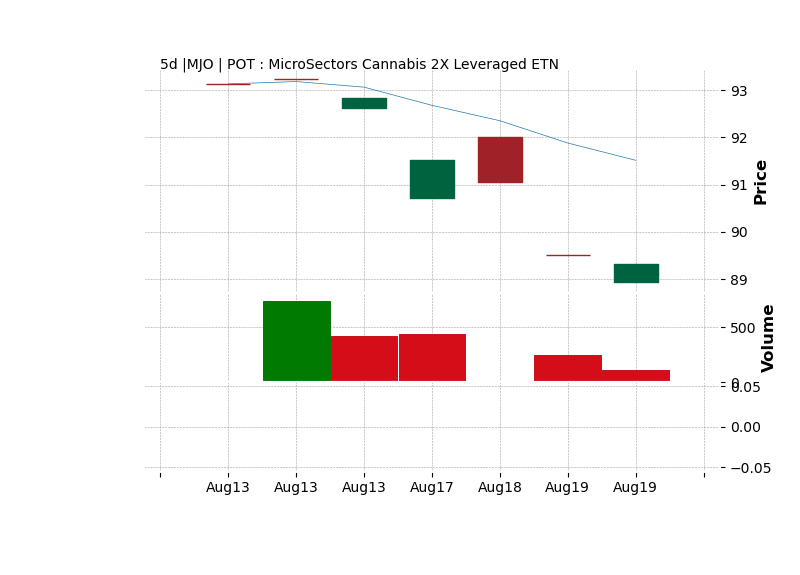 5d |MJO | POT : MicroSectors Cannabis 2X Leveraged ETN
93
92
91
90
89
Price
500
0
Volume
0.05
0.00
−0.05
Aug13 Aug13 Aug13 Aug17 Aug18 Aug19 Aug19